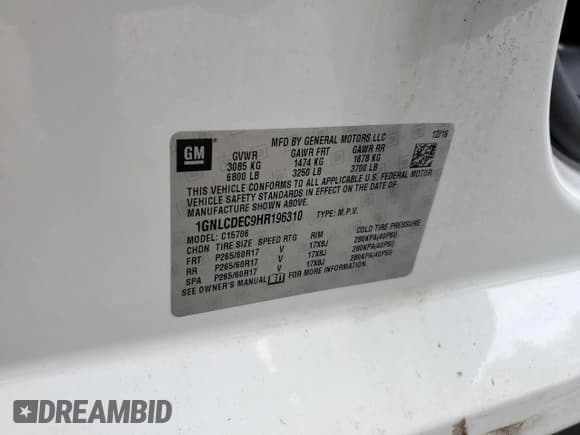 GM
MFD BY GENERAL MOTORS LLC 12/16
GVWR GAWR FRT GAWR RR
3085 KG 1474 KG 1678 KG
6800 LB 3250 LB 3700 LB
THIS VEHICLE CONFORMS TO ALL APPLICABLE U.S. FEDERAL MOTOR
VEHICLE SAFETY STANDARDS IN EFFECT ON THE DATE OF
MANUFACTURE SHOWN ABOVE.
1GNLCDEC9HR196310 TYPE: M.P.V.
MODEL: C15706 COLD TIRE PRESSURE
CHDN TIRE SIZE SPEED RTG RIM
FRT P265/60R17 V 17X8J 280KPA(40PSI)
RR P265/60R17 V 17X8J 280KPA(40PSI)
SPA P265/60R17 V 17X8J 280KPA(40PSI)
SEE OWNER'S MANUAL FOR MORE INFORMATION.
DREAMBID